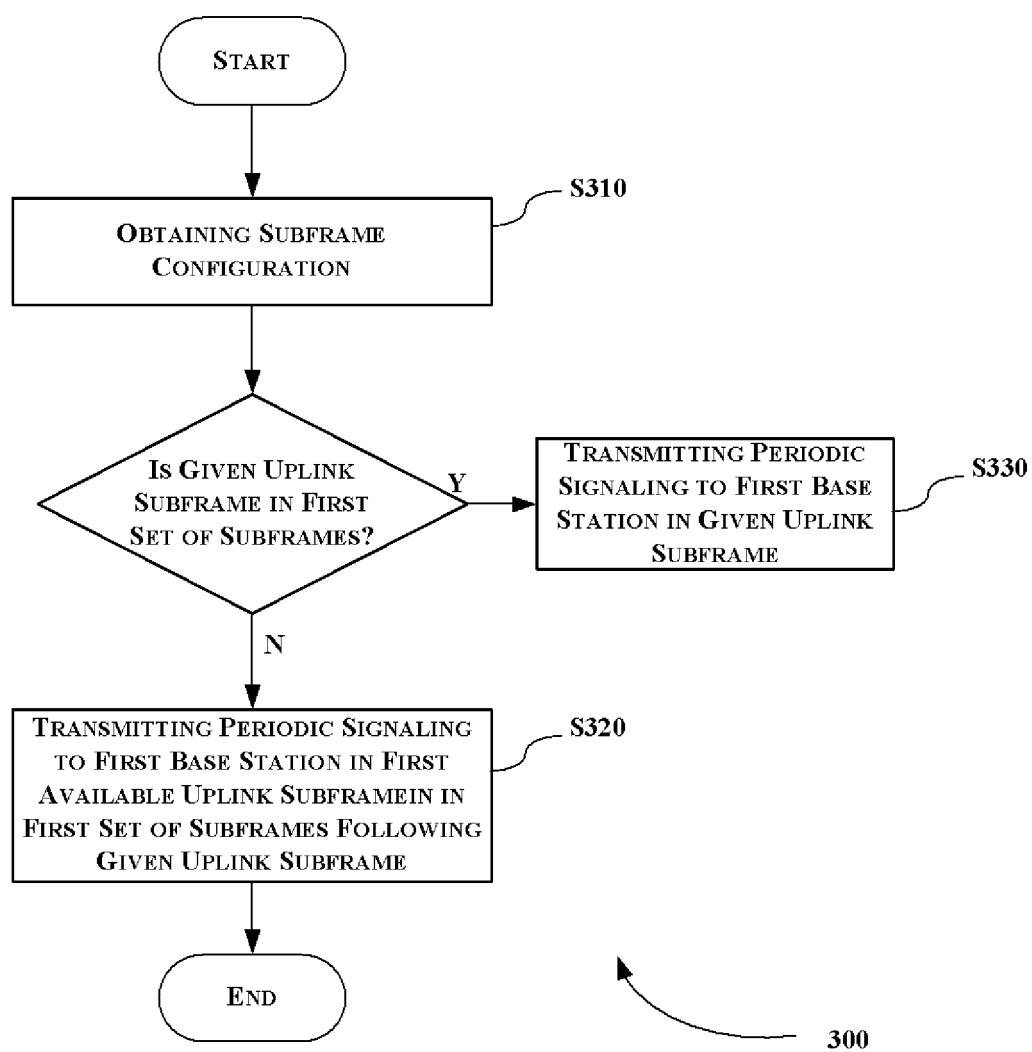 START
S310
OBTAINING SUBFRAME
CONFIGURATION
IS GIVEN UPLINK
SUBFRAME IN FIRST
SET OF SUBFRAMES?
Y
TRANSMITTING PERIODIC
SIGNALING TO FIRST BASE
STATION IN GIVEN UPLINK
SUBFRAME
S330
N
TRANSMITTING PERIODIC SIGNALING
TO FIRST BASE STATION IN FIRST
AVAILABLE UPLINK SUBFRAMEIN IN
FIRST SET OF SUBFRAMES FOLLOWING
GIVEN UPLINK SUBFRAME
S320
END
300